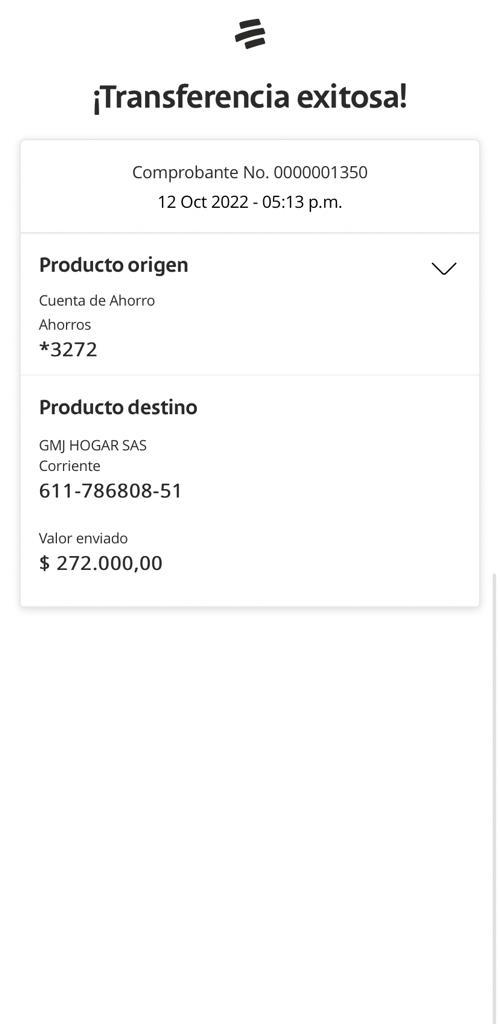 ¡Transferencia exitosa!
Comprobante No. 0000001350
12 Oct 2022 - 05:13 p.m.
Producto origen
Cuenta de Ahorro
Ahorros
*3272
Producto destino
GMJ HOGAR SAS
Corriente
611-786808-51
Valor enviado
$ 272.000,00